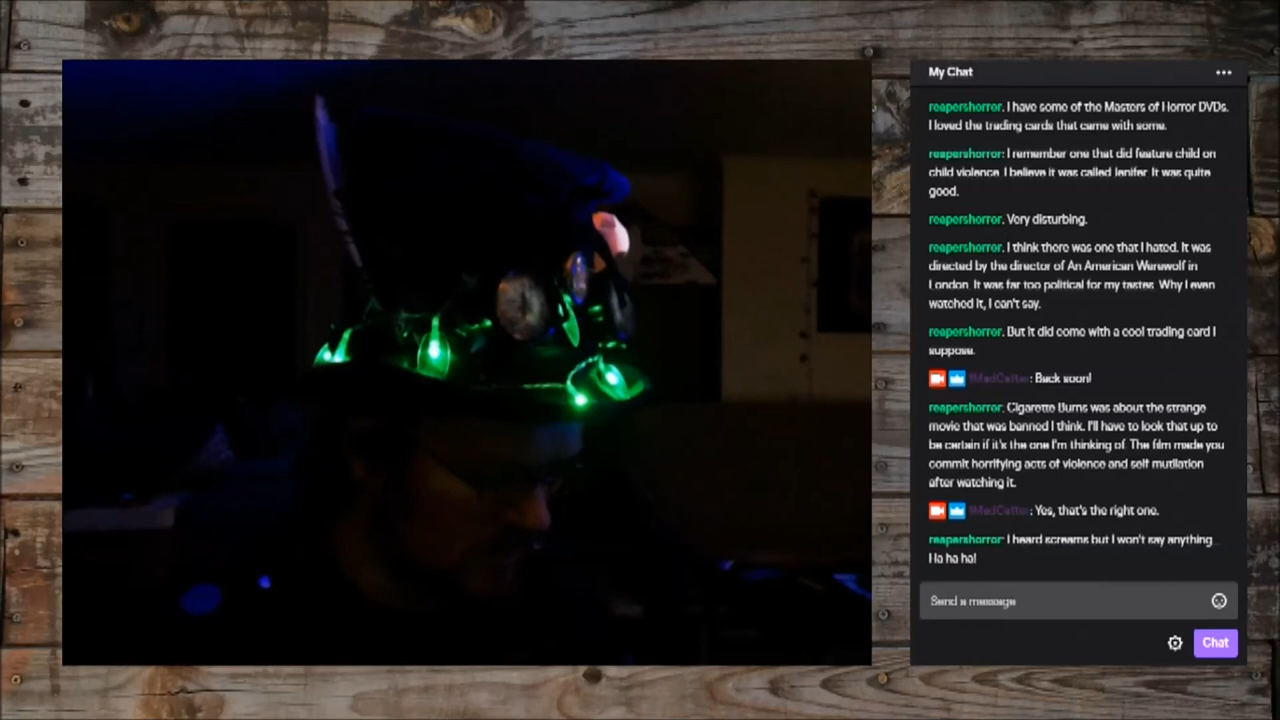 My Chat
reapershorror: I have some of the Masters of Horror DVDs.
I loved the trading cards that came with some.
reapershorror: I remember one that did feature child on
child violence. I believe it was called Jenifer. It was quite
good.
reapershorror: Very disturbing.
reapershorror: I think there was one that I hated. It was
directed by the director of An American Werewolf in
London. It was far too political for my tastes. Why I even
watched it, I can't say.
reapershorror: But it did come with a cool trading card I
suppose.
: Back soon!
reapershorror: Cigarette Burns was about the strange
movie that was banned I think. I'll have to look that up to
be certain if it's the one I'm thinking of. The film made you
commit horrifying acts of violence and self mutilation
after watching it.
: Yes, that's the right one.
reapershorror: I heard screams but I won't say anything...
Ha ha ha!
Send a message
Chat